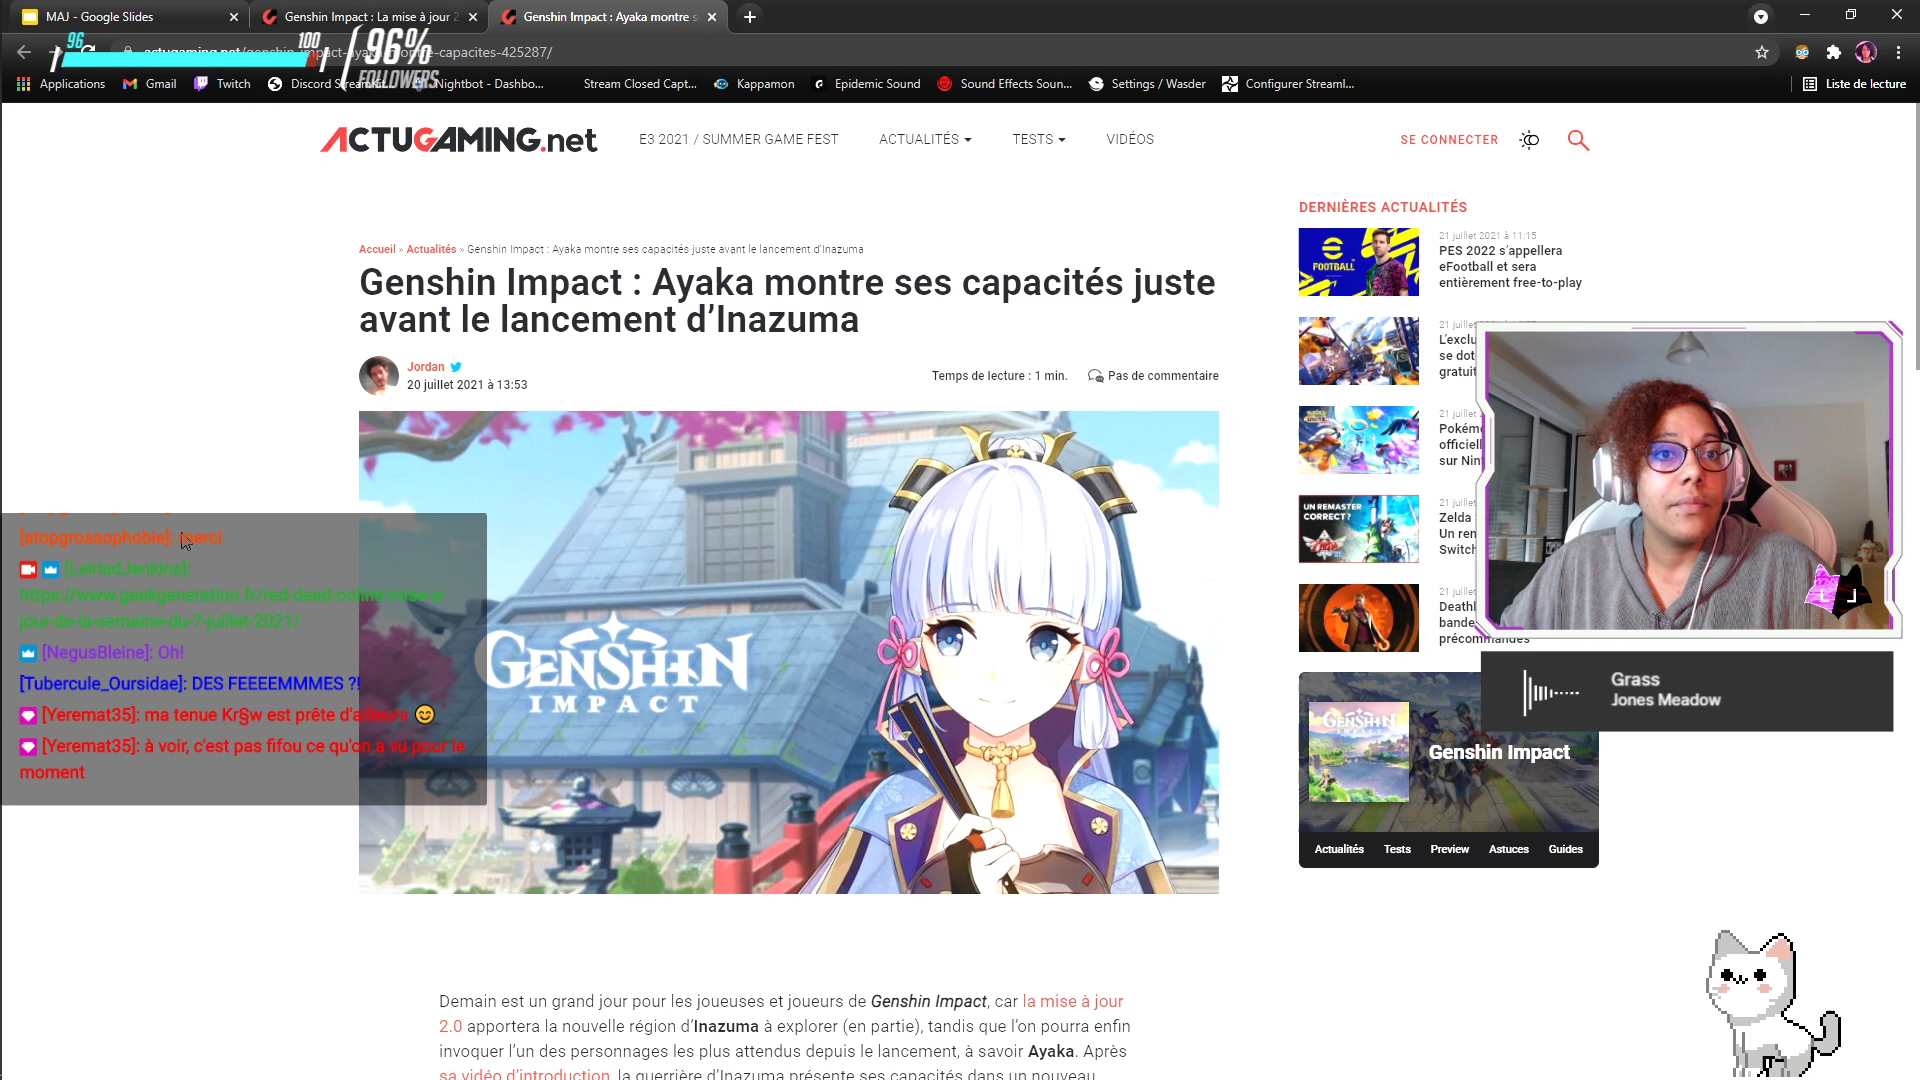 MAJ - Google Slides
Genshin Impact : La mise à jour 2
Genshin Impact : Ayaka montre s
96
100
96%
FOLLOWERS
actugaming.net/genshin-impact-ayaka-montre-capacites-425287/
Applications
Gmail
Twitch
Discord
Nightbot - Dashbo...
Stream Closed Capt...
Kappamon
Epidemic Sound
Sound Effects Soun...
Settings / Wasder
Configurer Streaml...
Liste de lecture
ACTUGAMING.net
E3 2021 / SUMMER GAME FEST
ACTUALITÉS
TESTS
VIDÉOS
SE CONNECTER
Accueil » Actualités » Genshin Impact : Ayaka montre ses capacités juste avant le lancement d'Inazuma
Genshin Impact : Ayaka montre ses capacités juste
avant le lancement d'Inazuma
Jordan
20 juillet 2021 à 13:53
Temps de lecture : 1 min.
Pas de commentaire
GENSHIN
IMPACT
[stopgrossophobie]: merci
[LeiriadJenkins]:
https://www.geekgeneration.fr/red-dead-online-mise-a-
jour-de-la-semaine-du-7-juillet-2021/
[NegusBleine]: Oh!
[Tubercule_Oursidae]: DES FEEEEMMMES ?!
[Yeremat35]: ma tenue Kr§w est prête d'ailleurs 😊
[Yeremat35]: à voir, c'est pas fifou ce qu'on a vu pour le
moment
DERNIÈRES ACTUALITÉS
21 juillet 2021 à 11:15
PES 2022 s'appellera
eFootball et sera
entièrement free-to-play
FOOTBALL
21 juillet
L'exclu
se dot
gratuit
21 juillet
Pokém
officiell
sur Nin
21 juillet
Zelda
Un rem
Switch
UN REMASTER
CORRECT ?
21 juillet
Deathl
bande
précommandes
Grass
Jones Meadow
GENSHIN
Genshin Impact
Actualités
Tests
Preview
Astuces
Guides
Demain est un grand jour pour les joueuses et joueurs de Genshin Impact, car la mise à jour
2.0 apportera la nouvelle région d'Inazuma à explorer (en partie), tandis que l'on pourra enfin
invoquer l'un des personnages les plus attendus depuis le lancement, à savoir Ayaka. Après
sa vidéo d'introduction, la guerrière d'Inazuma présente ses capacités dans un nouveau